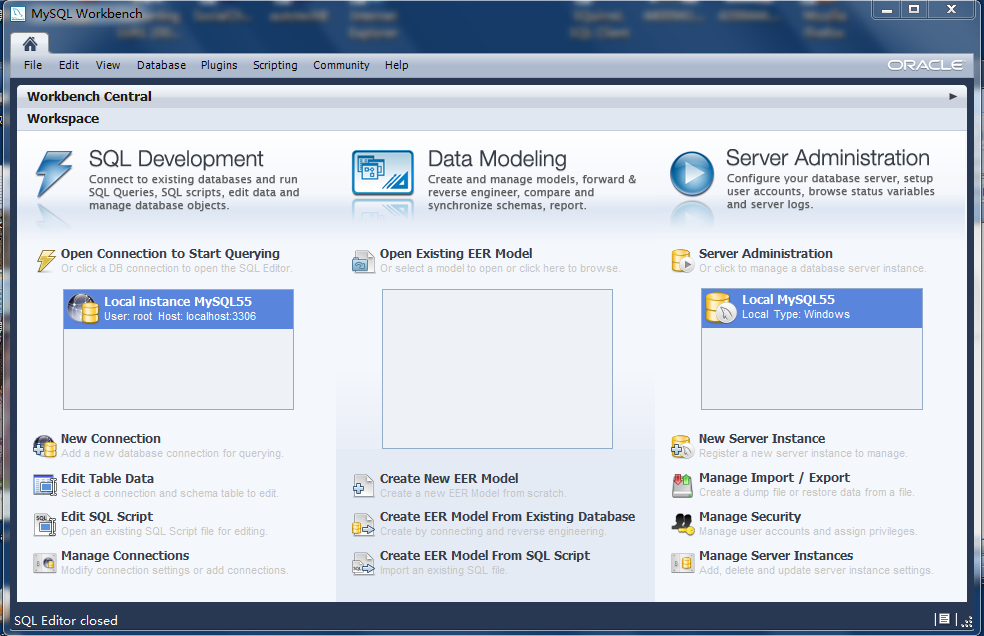 MySQL Workbench
File Edit View Database Plugins Scripting Community Help
ORACLE
Workbench Central
Workspace
SQL Development
Connect to existing databases and run
SQL Queries, SQL scripts, edit data and
manage database objects.
Data Modeling
Create and manage models, forward &
reverse engineer, compare and
synchronize schemas, report.
Server Administration
Configure your database server, setup
user accounts, browse status variables
and server logs.
Open Connection to Start Querying
Or click a DB connection to open the SQL Editor.
Local instance MySQL55
User: root Host: localhost:3306
New Connection
Add a new database connection for querying.
Edit Table Data
Select a connection and schema table to edit.
Edit SQL Script
Open an existing SQL Script file for editing.
Manage Connections
Modify connection settings or add connections.
Open Existing EER Model
Or select a model to open or click here to browse.
Create New EER Model
Create a new EER Model from scratch.
Create EER Model From Existing Database
Create by connecting and reverse engineering.
Create EER Model From SQL Script
Import an existing SQL file.
Server Administration
Or click to manage a database server instance.
Local MySQL55
Local Type: Windows
New Server Instance
Register a new server instance to manage.
Manage Import / Export
Create a dump file or restore data from a file.
Manage Security
Manage user accounts and assign privileges.
Manage Server Instances
Add, delete and update server instance settings.
SQL Editor closed